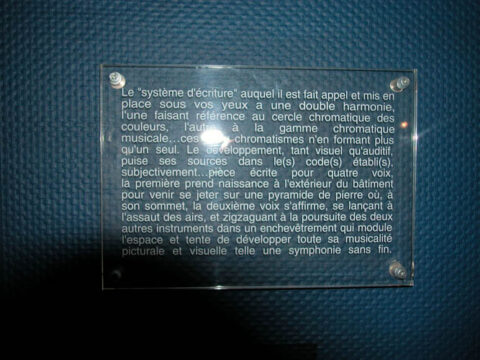 Le "système d'écriture" auquel il est fait appel et mis en
place sous vos yeux a une double harmonie,
l'une faisant référence au cercle chromatique des
couleurs, l'autre à la gamme chromatique
musicale...ces chromatismes n'en formant plus
qu'un seul. Le développement, tant visuel qu'auditif,
puise ses sources dans le(s) code(s) établi(s),
subjectivement...pièce écrite pour quatre voix,
la première prend naissance à l'extérieur du bâtiment
pour venir se jeter sur une pyramide de pierre où, à
son sommet, la deuxième voix s'affirme, se lançant à
l'assaut des airs, et zigzaguant à la poursuite des deux
autres instruments dans un enchevêtrement qui module
l'espace et tente de développer toute sa musicalité
picturale et visuelle telle une symphonie sans fin.